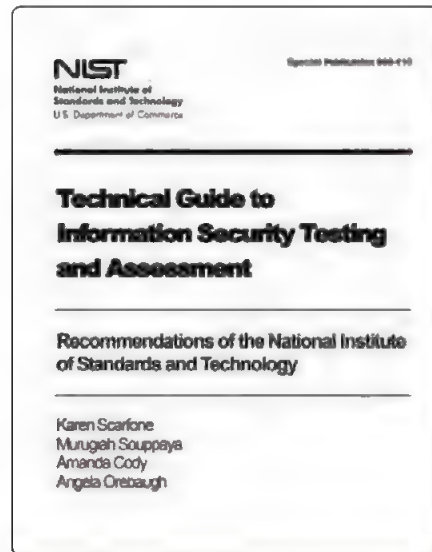 NIST
National Institute of
Standards and Technology
U.S. Department of Commerce
Special Publication
Technical Guide to
Information Security Testing
and Assessment
Recommendations of the National Institute
of Standards and Technology
Karen Scarfone
Murugiah Souppaya
Amanda Cody
Angela Orebaugh